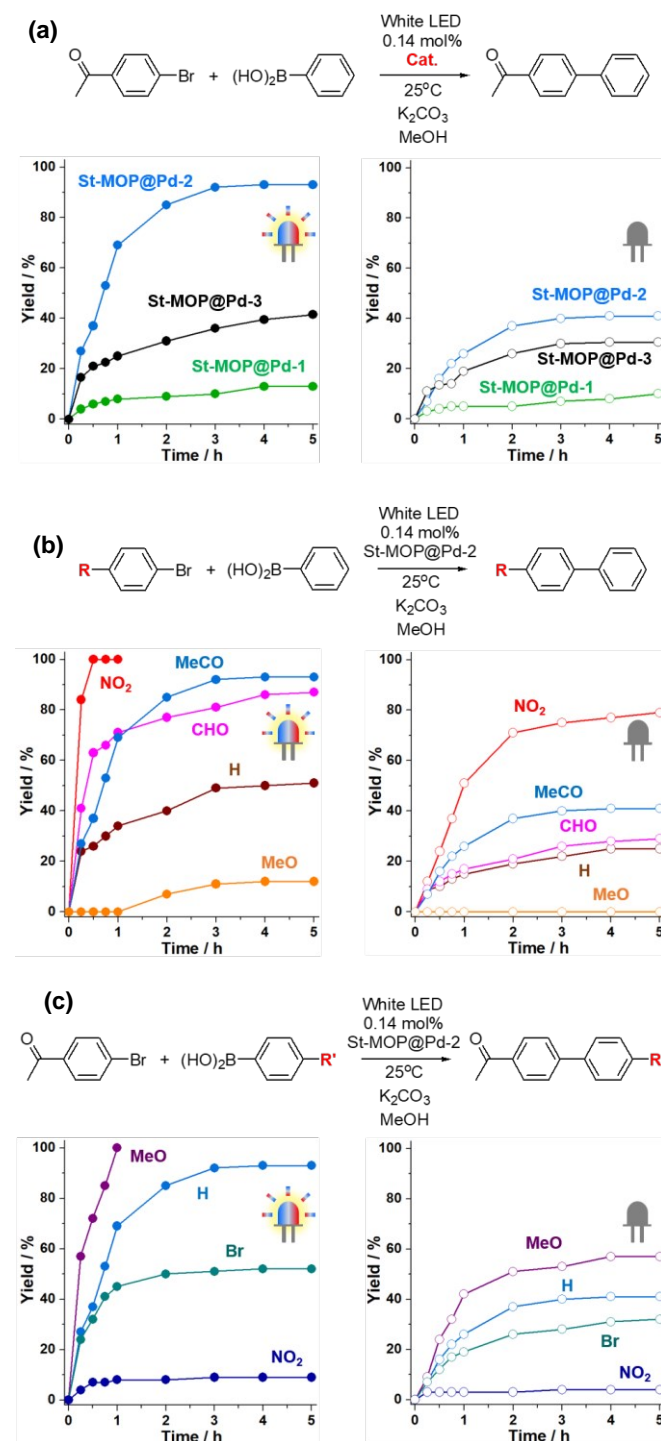 (a)
White LED
0.14 mol%
Cat.
25°C
K₂CO₃
MeOH
O
Br + (HO)₂B
O
Yield / %
100
80
60
40
20
0
St-MOP@Pd-2
St-MOP@Pd-3
St-MOP@Pd-1
0 1 2 3 4 5
Time / h
Yield / %
100
80
60
40
20
0
St-MOP@Pd-2
St-MOP@Pd-3
St-MOP@Pd-1
0 1 2 3 4 5
Time / h
(b)
White LED
0.14 mol%
St-MOP@Pd-2
25°C
K₂CO₃
MeOH
R Br + (HO)₂B
R
Yield / %
100
80
60
40
20
0
NO₂
MeCO
CHO
H
MeO
0 1 2 3 4 5
Time / h
Yield / %
100
80
60
40
20
0
NO₂
MeCO
CHO
H
MeO
0 1 2 3 4 5
Time / h
(c)
White LED
0.14 mol%
St-MOP@Pd-2
25°C
K₂CO₃
MeOH
O
Br + (HO)₂B R'
O
R
Yield / %
100
80
60
40
20
0
MeO
H
Br
NO₂
0 1 2 3 4 5
Time / h
Yield / %
100
80
60
40
20
0
MeO
H
Br
NO₂
0 1 2 3 4 5
Time / h